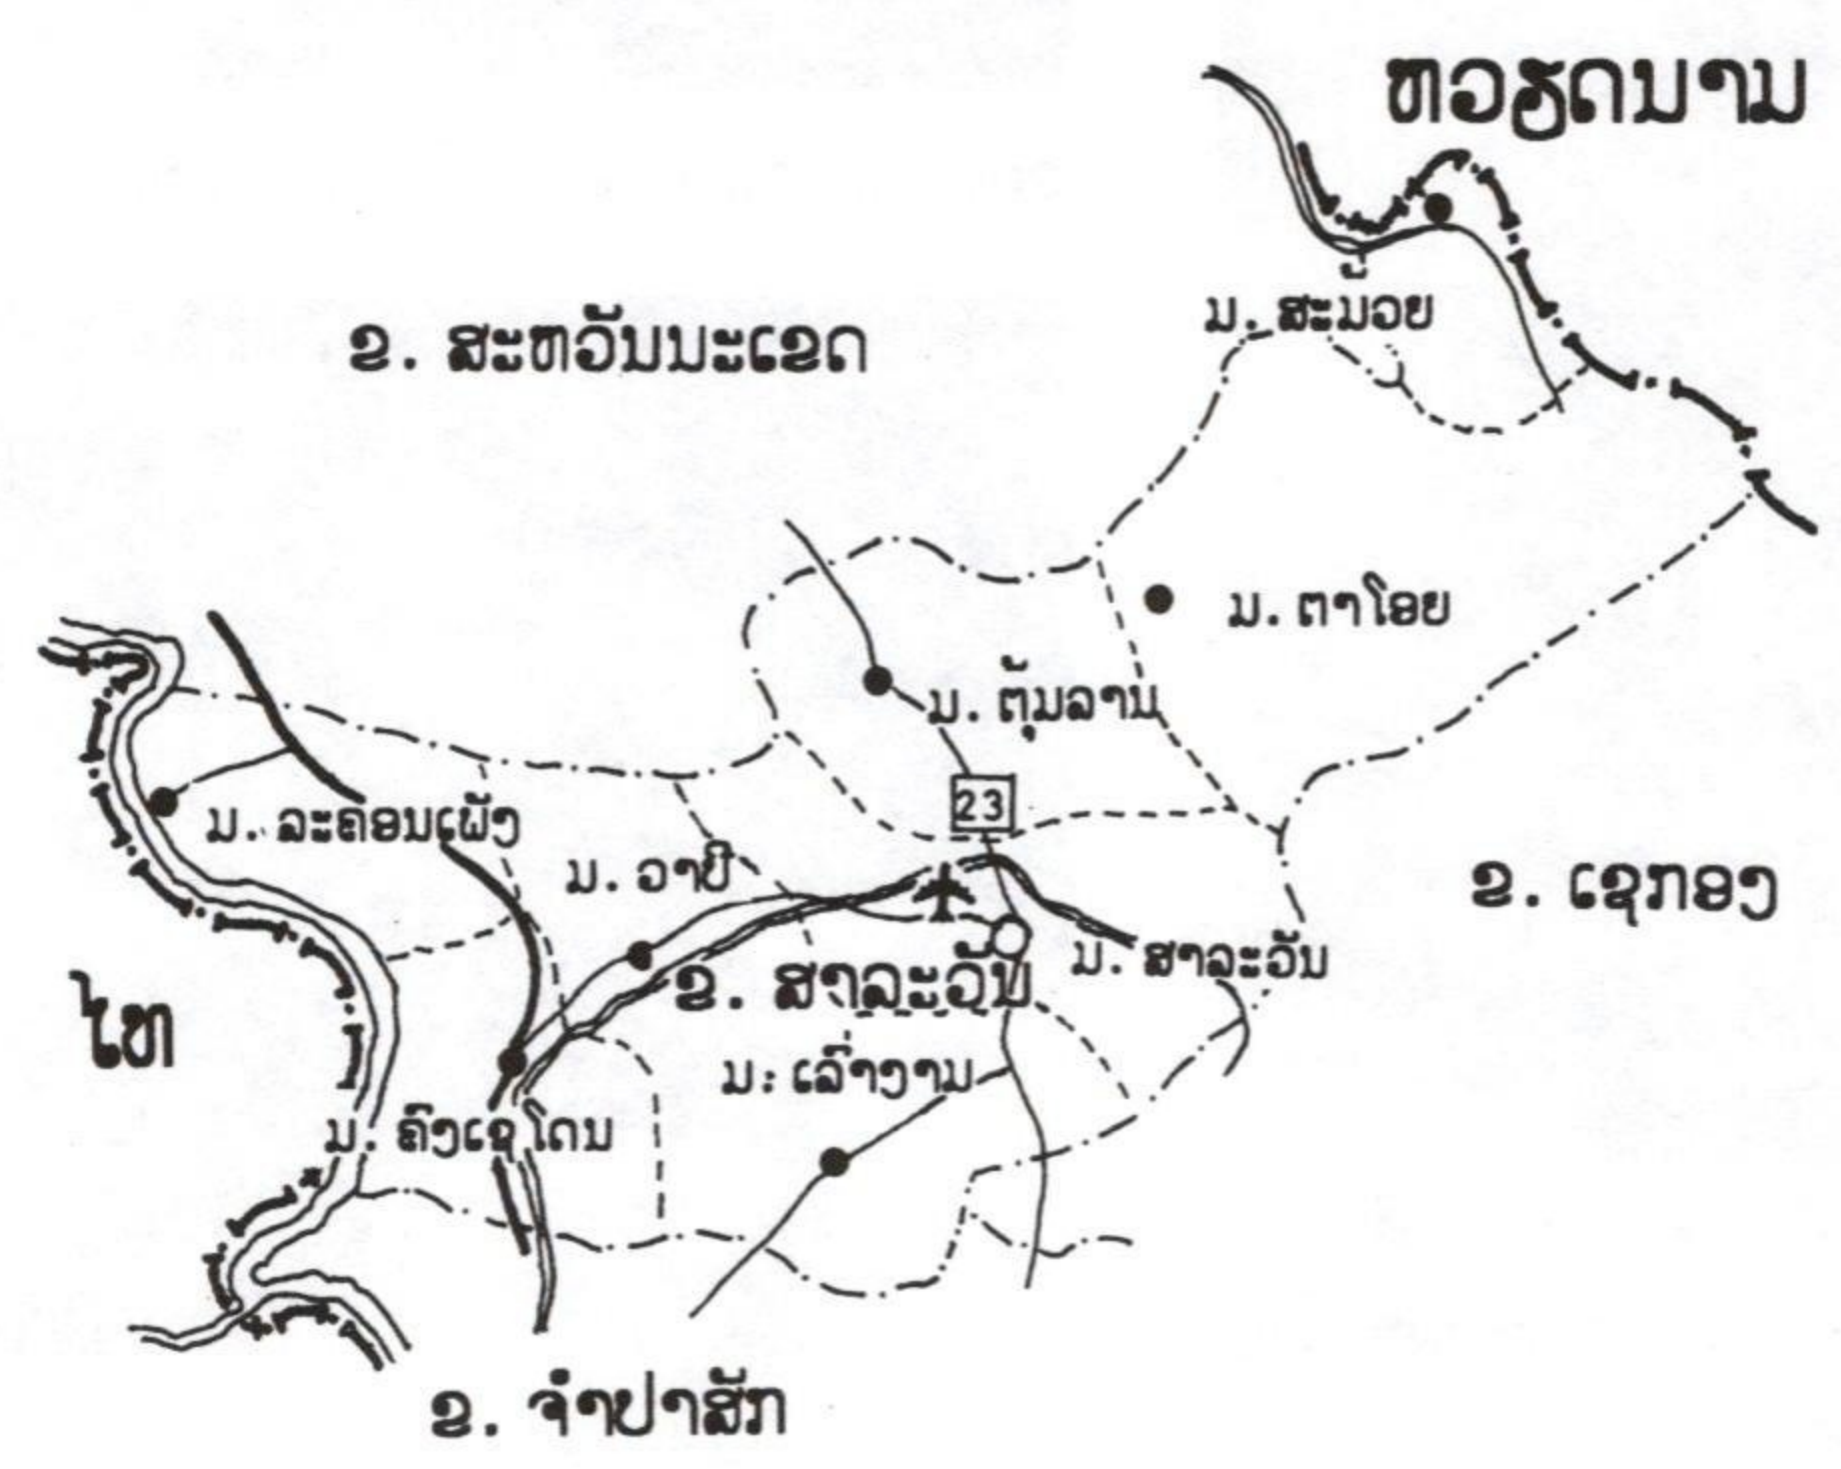 ຫວຽດນາມ
ມ. ສະມ້ວຍ
ຂ. ສະຫວັນນະເຂດ
ມ. ຕາໂອຍ
ມ. ຕຸ້ມລານ
23
ມ. ລະຄອນເພັງ
ມ. ວາປີ
ຂ. ເຊກອງ
ມ. ສາລະວັນ
ຂ. ສາລະວັນ
ໄທ
ມ. ເລົ່າງາມ
ມ. ຄົງເຊໂດນ
ຂ. ຈຳປາສັກ